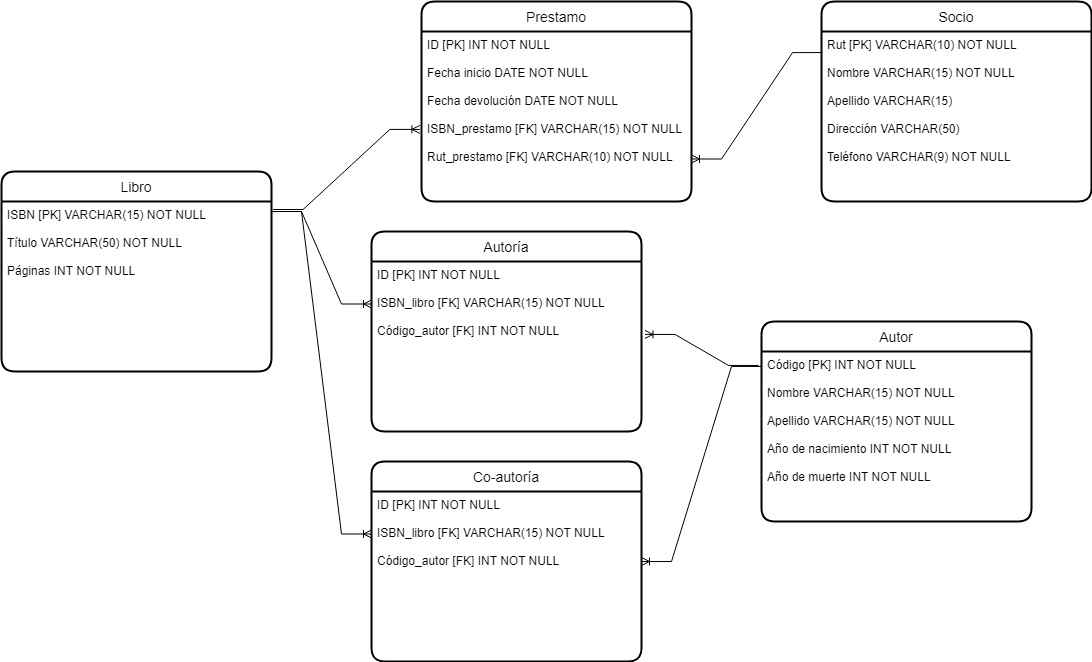 Prestamo
ID [PK] INT NOT NULL
Fecha inicio DATE NOT NULL
Fecha devolución DATE NOT NULL
ISBN_prestamo [FK] VARCHAR(15) NOT NULL
Rut_prestamo [FK] VARCHAR(10) NOT NULL
Socio
Rut [PK] VARCHAR(10) NOT NULL
Nombre VARCHAR(15) NOT NULL
Apellido VARCHAR(15)
Dirección VARCHAR(50)
Teléfono VARCHAR(9) NOT NULL
Libro
ISBN [PK] VARCHAR(15) NOT NULL
Título VARCHAR(50) NOT NULL
Páginas INT NOT NULL
Autoría
ID [PK] INT NOT NULL
ISBN_libro [FK] VARCHAR(15) NOT NULL
Código_autor [FK] INT NOT NULL
Autor
Código [PK] INT NOT NULL
Nombre VARCHAR(15) NOT NULL
Apellido VARCHAR(15) NOT NULL
Año de nacimiento INT NOT NULL
Año de muerte INT NOT NULL
Co-autoría
ID [PK] INT NOT NULL
ISBN_libro [FK] VARCHAR(15) NOT NULL
Código_autor [FK] INT NOT NULL